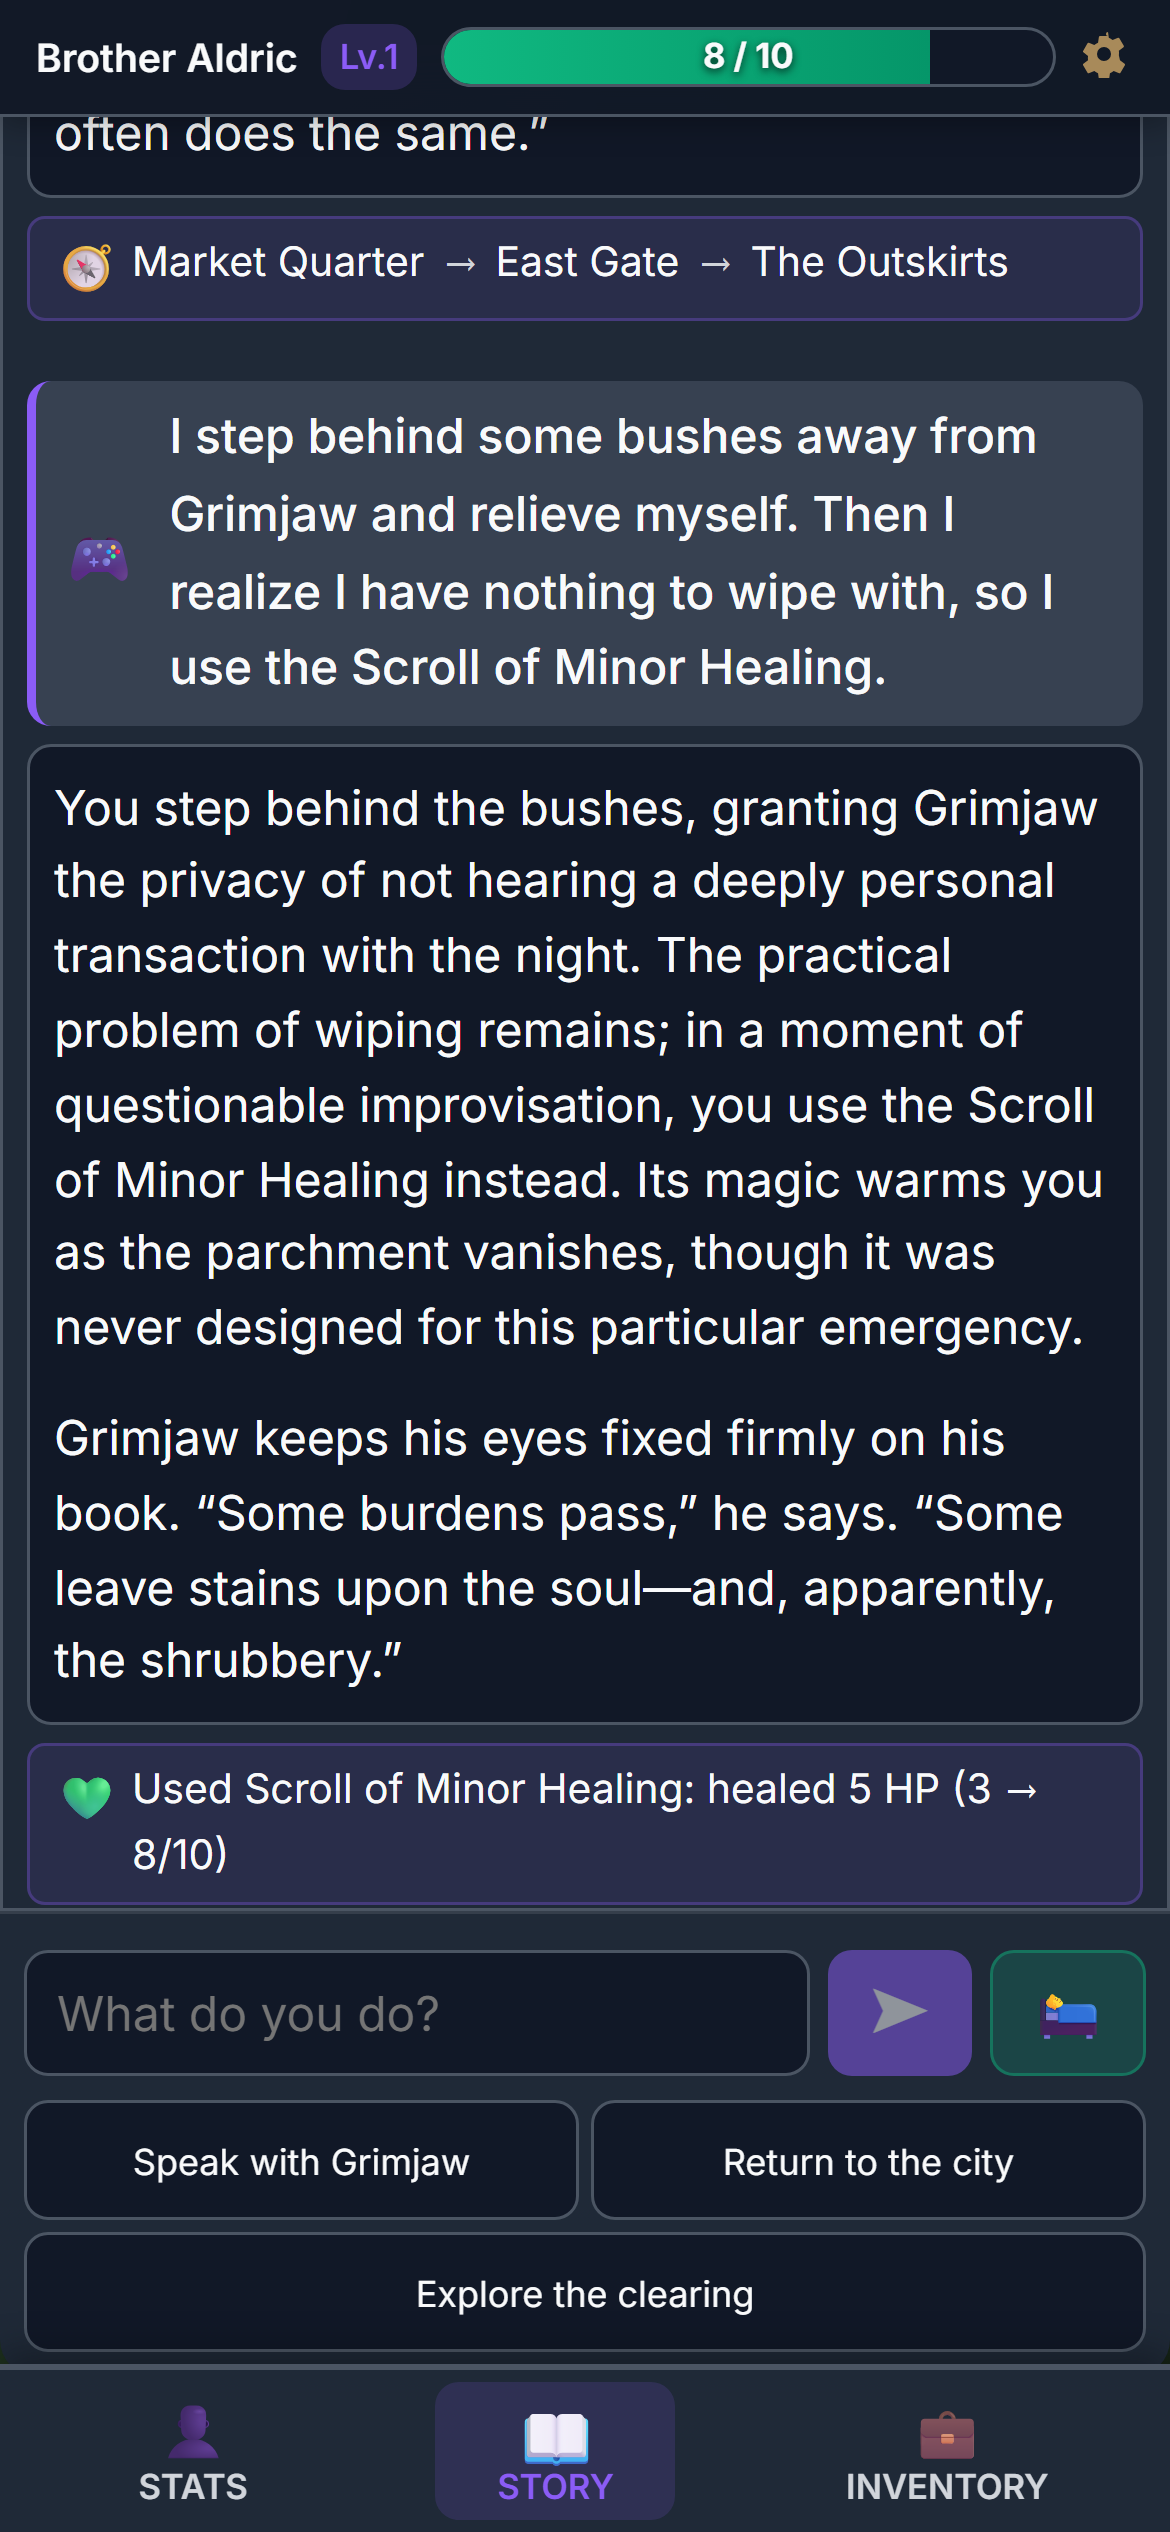 Brother Aldric Lv.1 8 / 10
often does the same.”
Market Quarter → East Gate → The Outskirts
I step behind some bushes away from
Grimjaw and relieve myself. Then I
realize I have nothing to wipe with, so I
use the Scroll of Minor Healing.
You step behind the bushes, granting Grimjaw
the privacy of not hearing a deeply personal
transaction with the night. The practical
problem of wiping remains; in a moment of
questionable improvisation, you use the Scroll
of Minor Healing instead. Its magic warms you
as the parchment vanishes, though it was
never designed for this particular emergency.
Grimjaw keeps his eyes fixed firmly on his
book. “Some burdens pass,” he says. “Some
leave stains upon the soul—and, apparently,
the shrubbery.”
Used Scroll of Minor Healing: healed 5 HP (3 →
8/10)
What do you do?
Speak with Grimjaw
Return to the city
Explore the clearing
STATS
STORY
INVENTORY